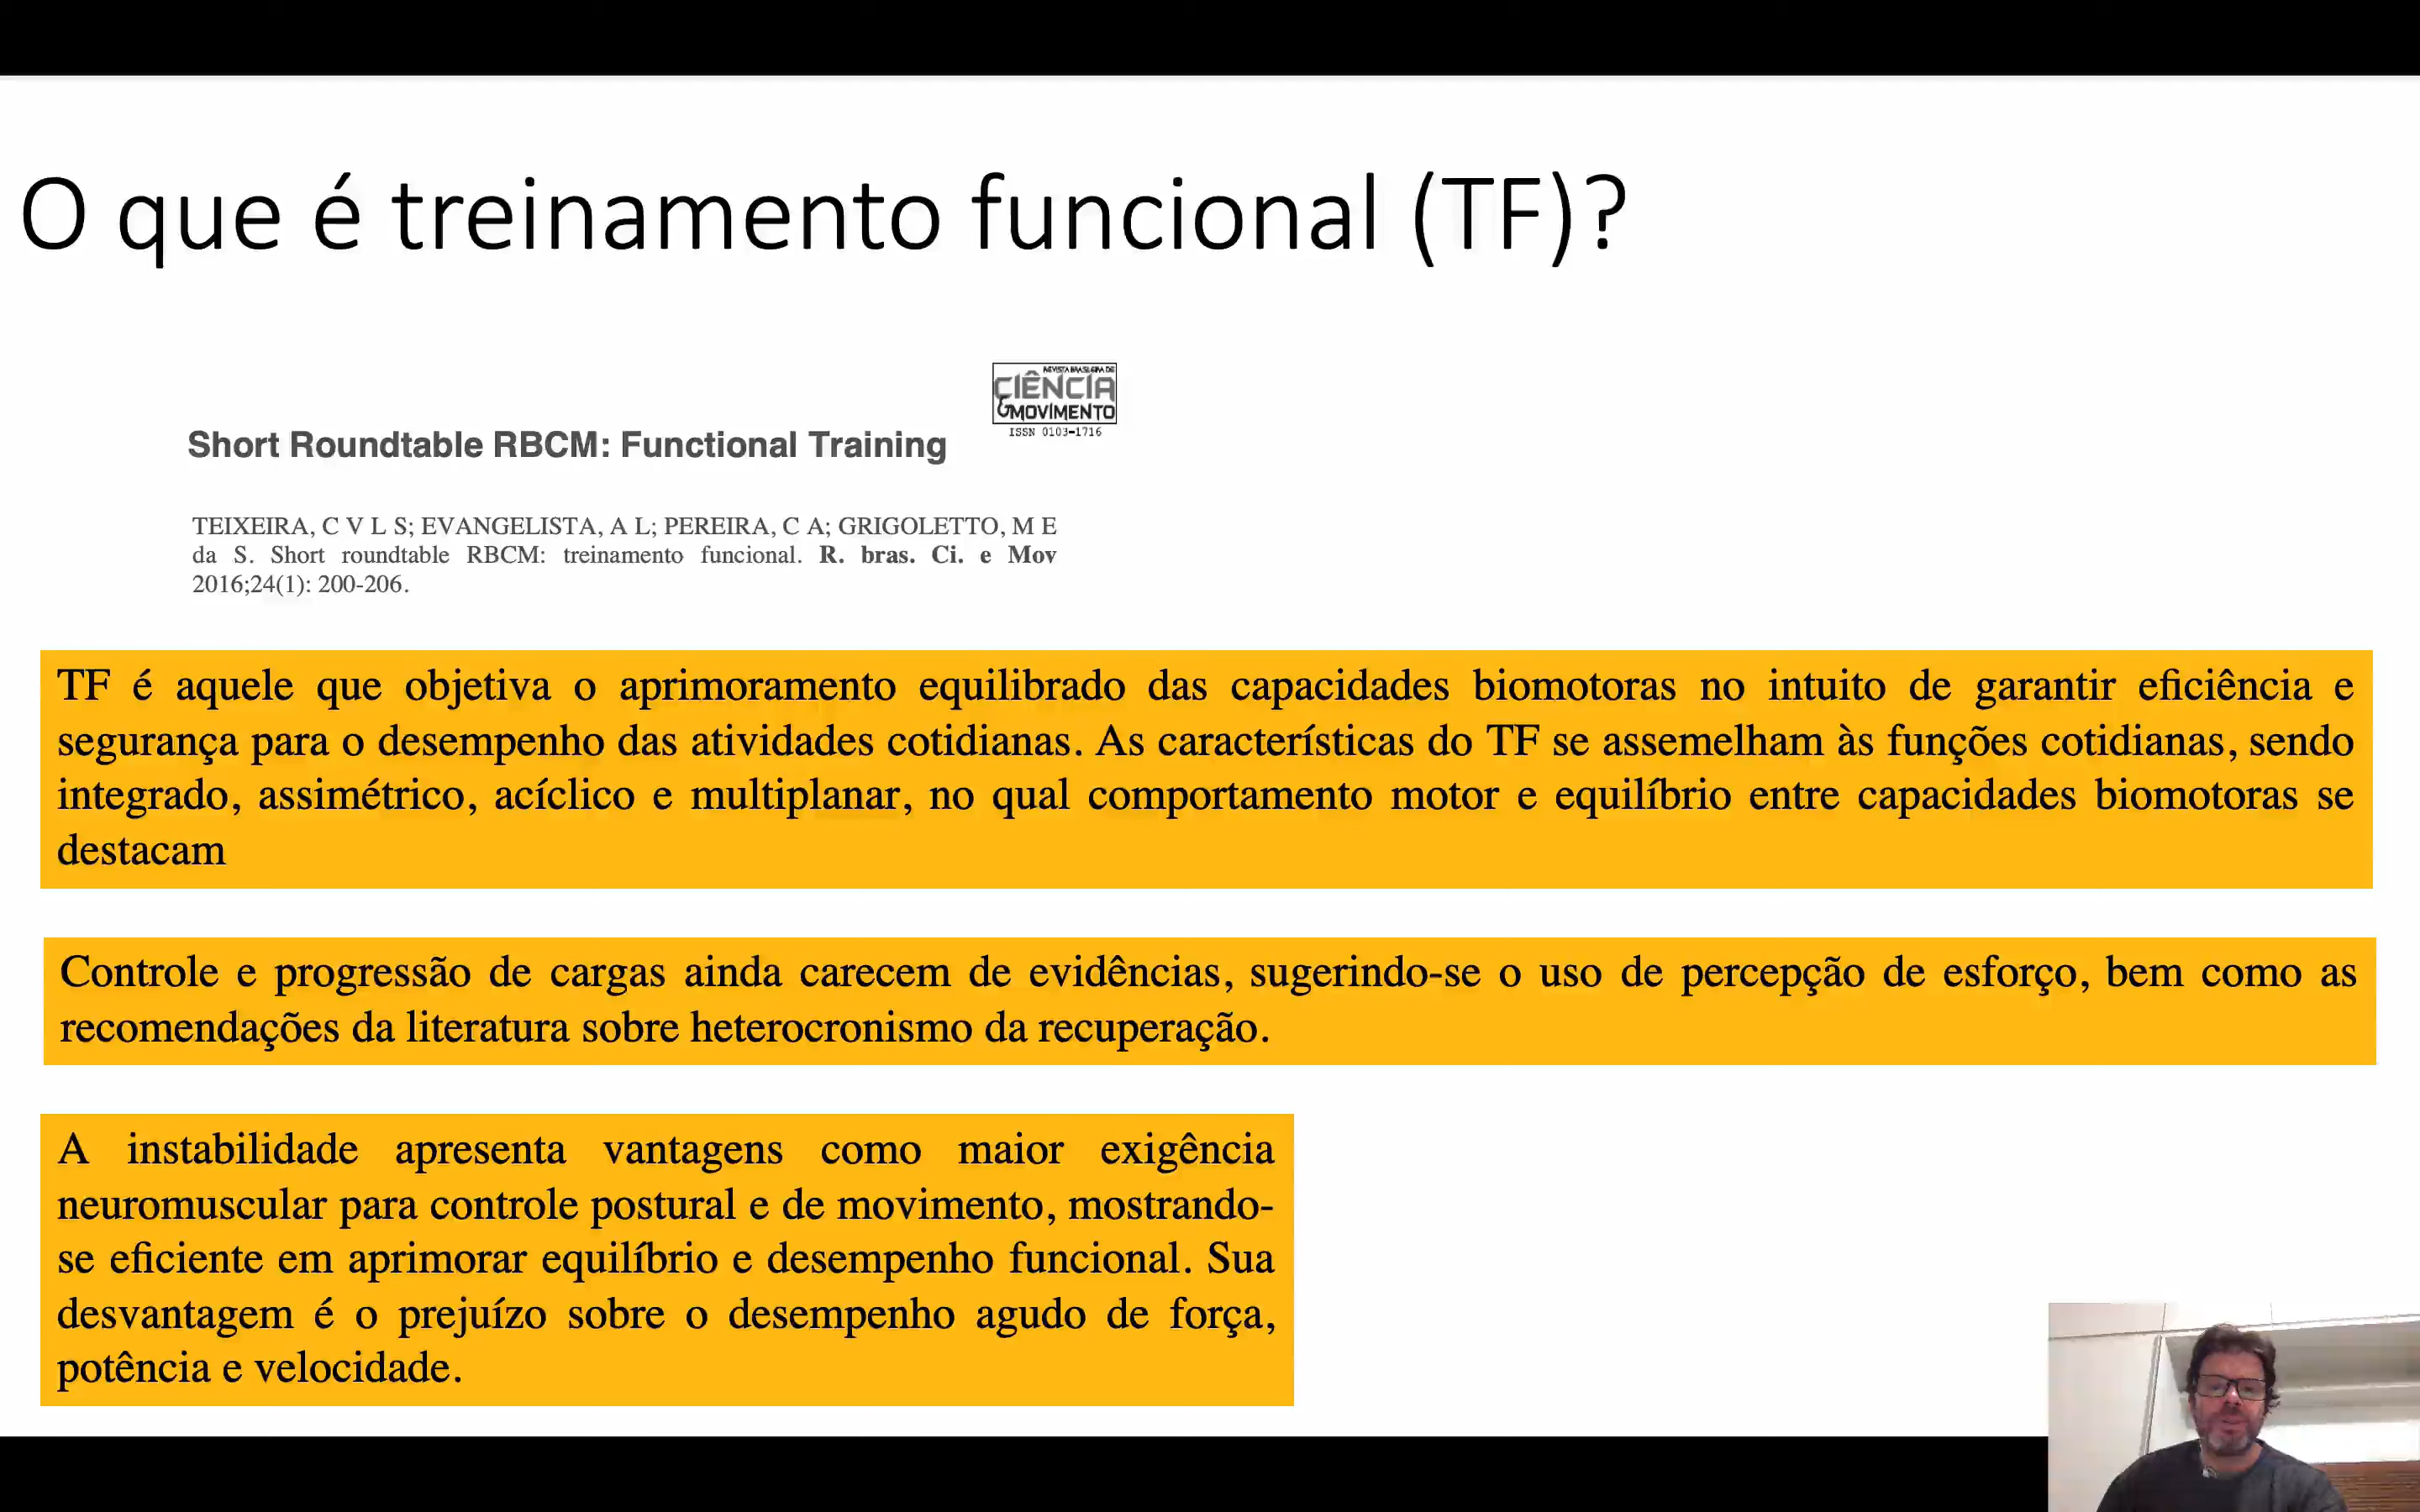 O que é treinamento funcional (TF)?
REVISTA BRASILEIRA DE
CIÊNCIA
& MOVIMENTO
ISSN 0103-1716
Short Roundtable RBCM: Functional Training
TEIXEIRA, C V L S; EVANGELISTA, A L; PEREIRA, C A; GRIGOLETTO, M E
da S. Short roundtable RBCM: treinamento funcional. R. bras. Ci. e Mov
2016;24(1): 200-206.
TF é aquele que objetiva o aprimoramento equilibrado das capacidades biomotoras no intuito de garantir eficiência e
segurança para o desempenho das atividades cotidianas. As características do TF se assemelham às funções cotidianas, sendo
integrado, assimétrico, acíclico e multiplanar, no qual comportamento motor e equilíbrio entre capacidades biomotoras se
destacam
Controle e progressão de cargas ainda carecem de evidências, sugerindo-se o uso de percepção de esforço, bem como as
recomendações da literatura sobre heterocronismo da recuperação.
A instabilidade apresenta vantagens como maior exigência
neuromuscular para controle postural e de movimento, mostrando-
se eficiente em aprimorar equilíbrio e desempenho funcional. Sua
desvantagem é o prejuízo sobre o desempenho agudo de força,
potência e velocidade.